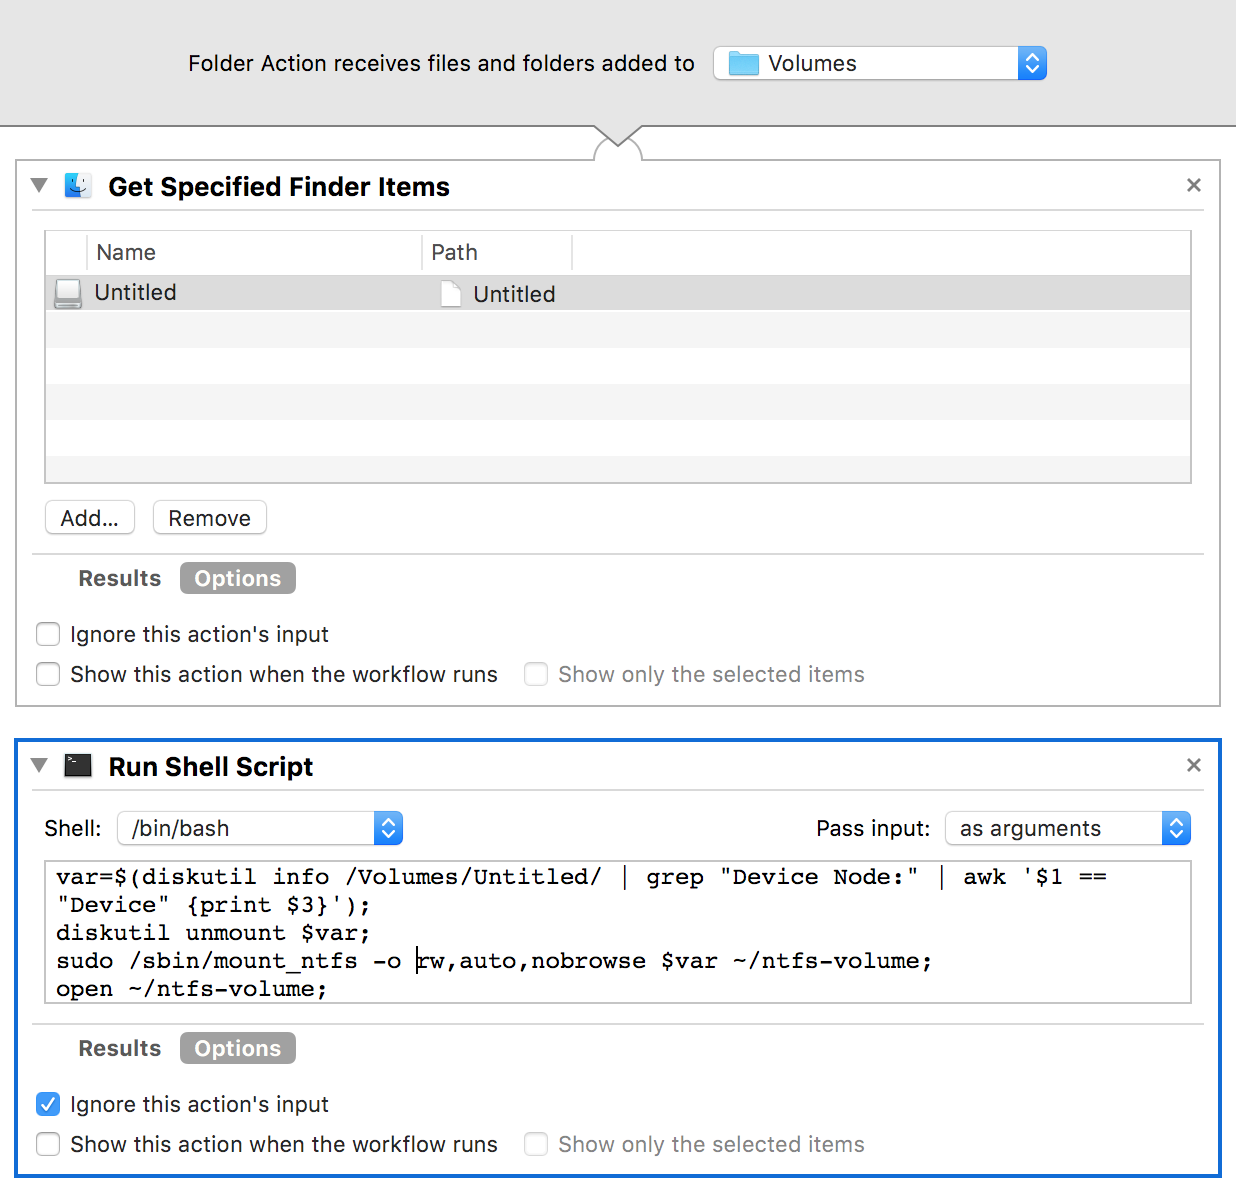 Folder Action receives files and folders added to Volumes
Get Specified Finder Items
Name Path
Untitled Untitled
Add... Remove
Results Options
Ignore this action's input
Show this action when the workflow runs Show only the selected items
Run Shell Script
Shell: /bin/bash Pass input: as arguments
var=$(diskutil info /Volumes/Untitled/ | grep "Device Node:" | awk '$1 ==
"Device" {print $3}');
diskutil unmount $var;
sudo /sbin/mount_ntfs -o rw,auto,nobrowse $var ~/ntfs-volume;
open ~/ntfs-volume;
Results Options
Ignore this action's input
Show this action when the workflow runs Show only the selected items